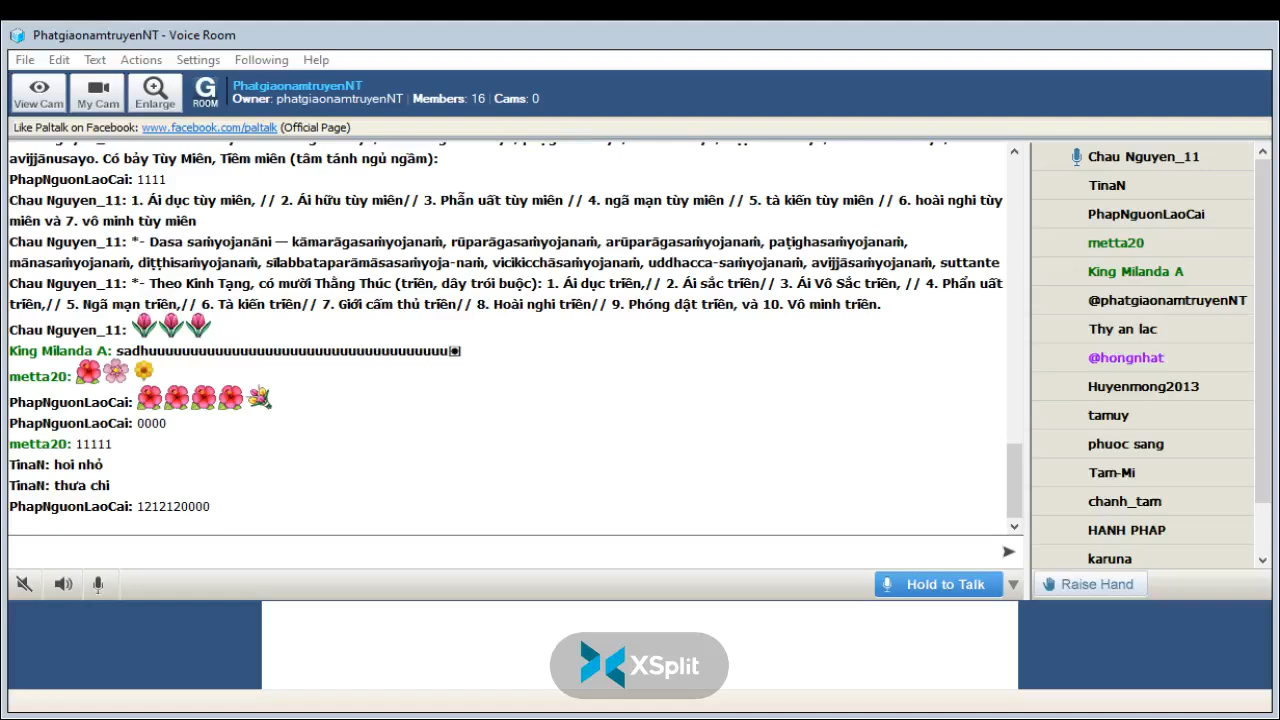 PhatgiaonamtruyenNT - Voice Room
File Edit Text Actions Settings Following Help
View Cam
My Cam
Enlarge
G ROOM
PhatgiaonamtruyenNT
Owner: phatgiaonamtruyenNT | Members: 16 | Cams: 0
Like Paltalk on Facebook: www.facebook.com/paltalk (Official Page)
avijjānusayo. Có bảy Tùy Miên, Tiềm miên (tâm tánh ngủ ngầm):
PhapNguonLaoCai: 1111
Chau Nguyen_11: 1. Ái dục tùy miên, // 2. Ái hữu tùy miên// 3. Phẫn uất tùy miên // 4. ngã mạn tùy miên // 5. tà kiến tùy miên // 6. hoài nghi tùy
miên và 7. vô minh tùy miên
Chau Nguyen_11: *- Dasa saṁyojanāni — kāmarāgasaṁyojanaṁ, rūparāgasaṁyojanaṁ, arūparāgasaṁyojanaṁ, paṭighasaṁyojanaṁ,
mānasaṁyojanaṁ, diṭṭhisaṁyojanaṁ, sīlabbataparāmāsasaṁyoja-naṁ, vicikicchāsaṁyojanaṁ, uddhacca-saṁyojanaṁ, avijjāsaṁyojanaṁ, suttante
Chau Nguyen_11: *- Theo Kinh Tạng, có mười Thằng Thúc (triền, dây trói buộc): 1. Ái dục triền,// 2. Ái sắc triền// 3. Ái Vô Sắc triền, // 4. Phẩn uất
triền,// 5. Ngã mạn triền,// 6. Tà kiến triền// 7. Giới cấm thủ triền// 8. Hoài nghi triền// 9. Phóng dật triền, và 10. Vô minh triền.
Chau Nguyen_11:
King Milanda A: sadhuuuuuuuuuuuuuuuuuuuuuuuuuuuuuuuuuuuu
metta20:
PhapNguonLaoCai:
PhapNguonLaoCai: 0000
metta20: 11111
TinaN: hoi nhỏ
TinaN: thưa chi
PhapNguonLaoCai: 1212120000
Hold to Talk
Chau Nguyen_11
TinaN
PhapNguonLaoCai
metta20
King Milanda A
@phatgiaonamtruyenNT
Thy an lac
@hongnhat
Huyenmong2013
tamuy
phuoc sang
Tam-Mi
chanh_tam
HANH PHAP
karuna
Raise Hand
XSplit